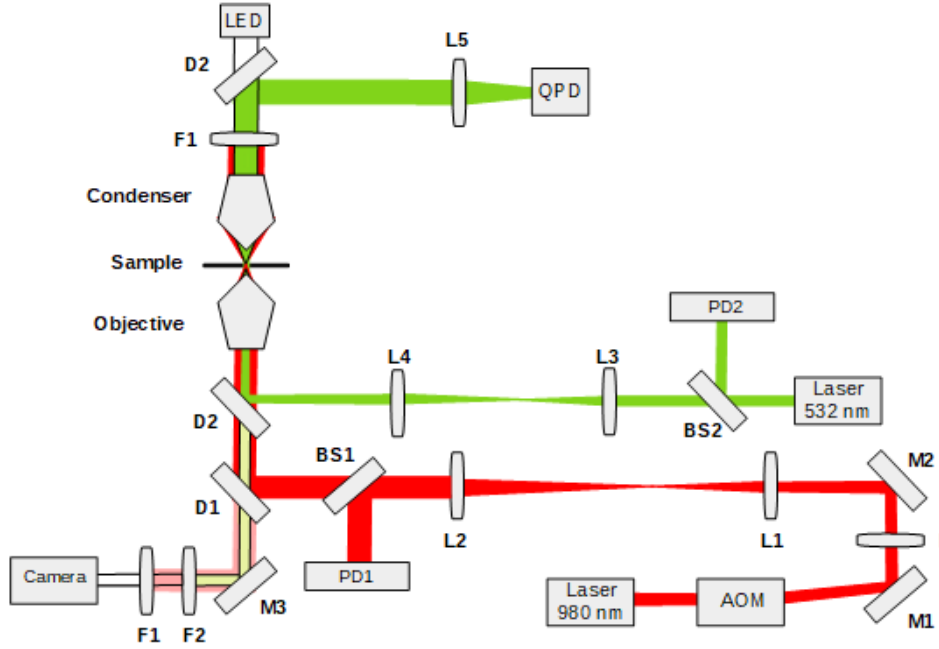 LED
L5
D2
QPD
F1
Condenser
Sample
PD2
Objective
L4
L3
Laser
532 nm
D2
BS2
BS1
M2
D1
L2
L1
Camera
PD1
Laser
980 nm
AOM
M3
M1
F1
F2